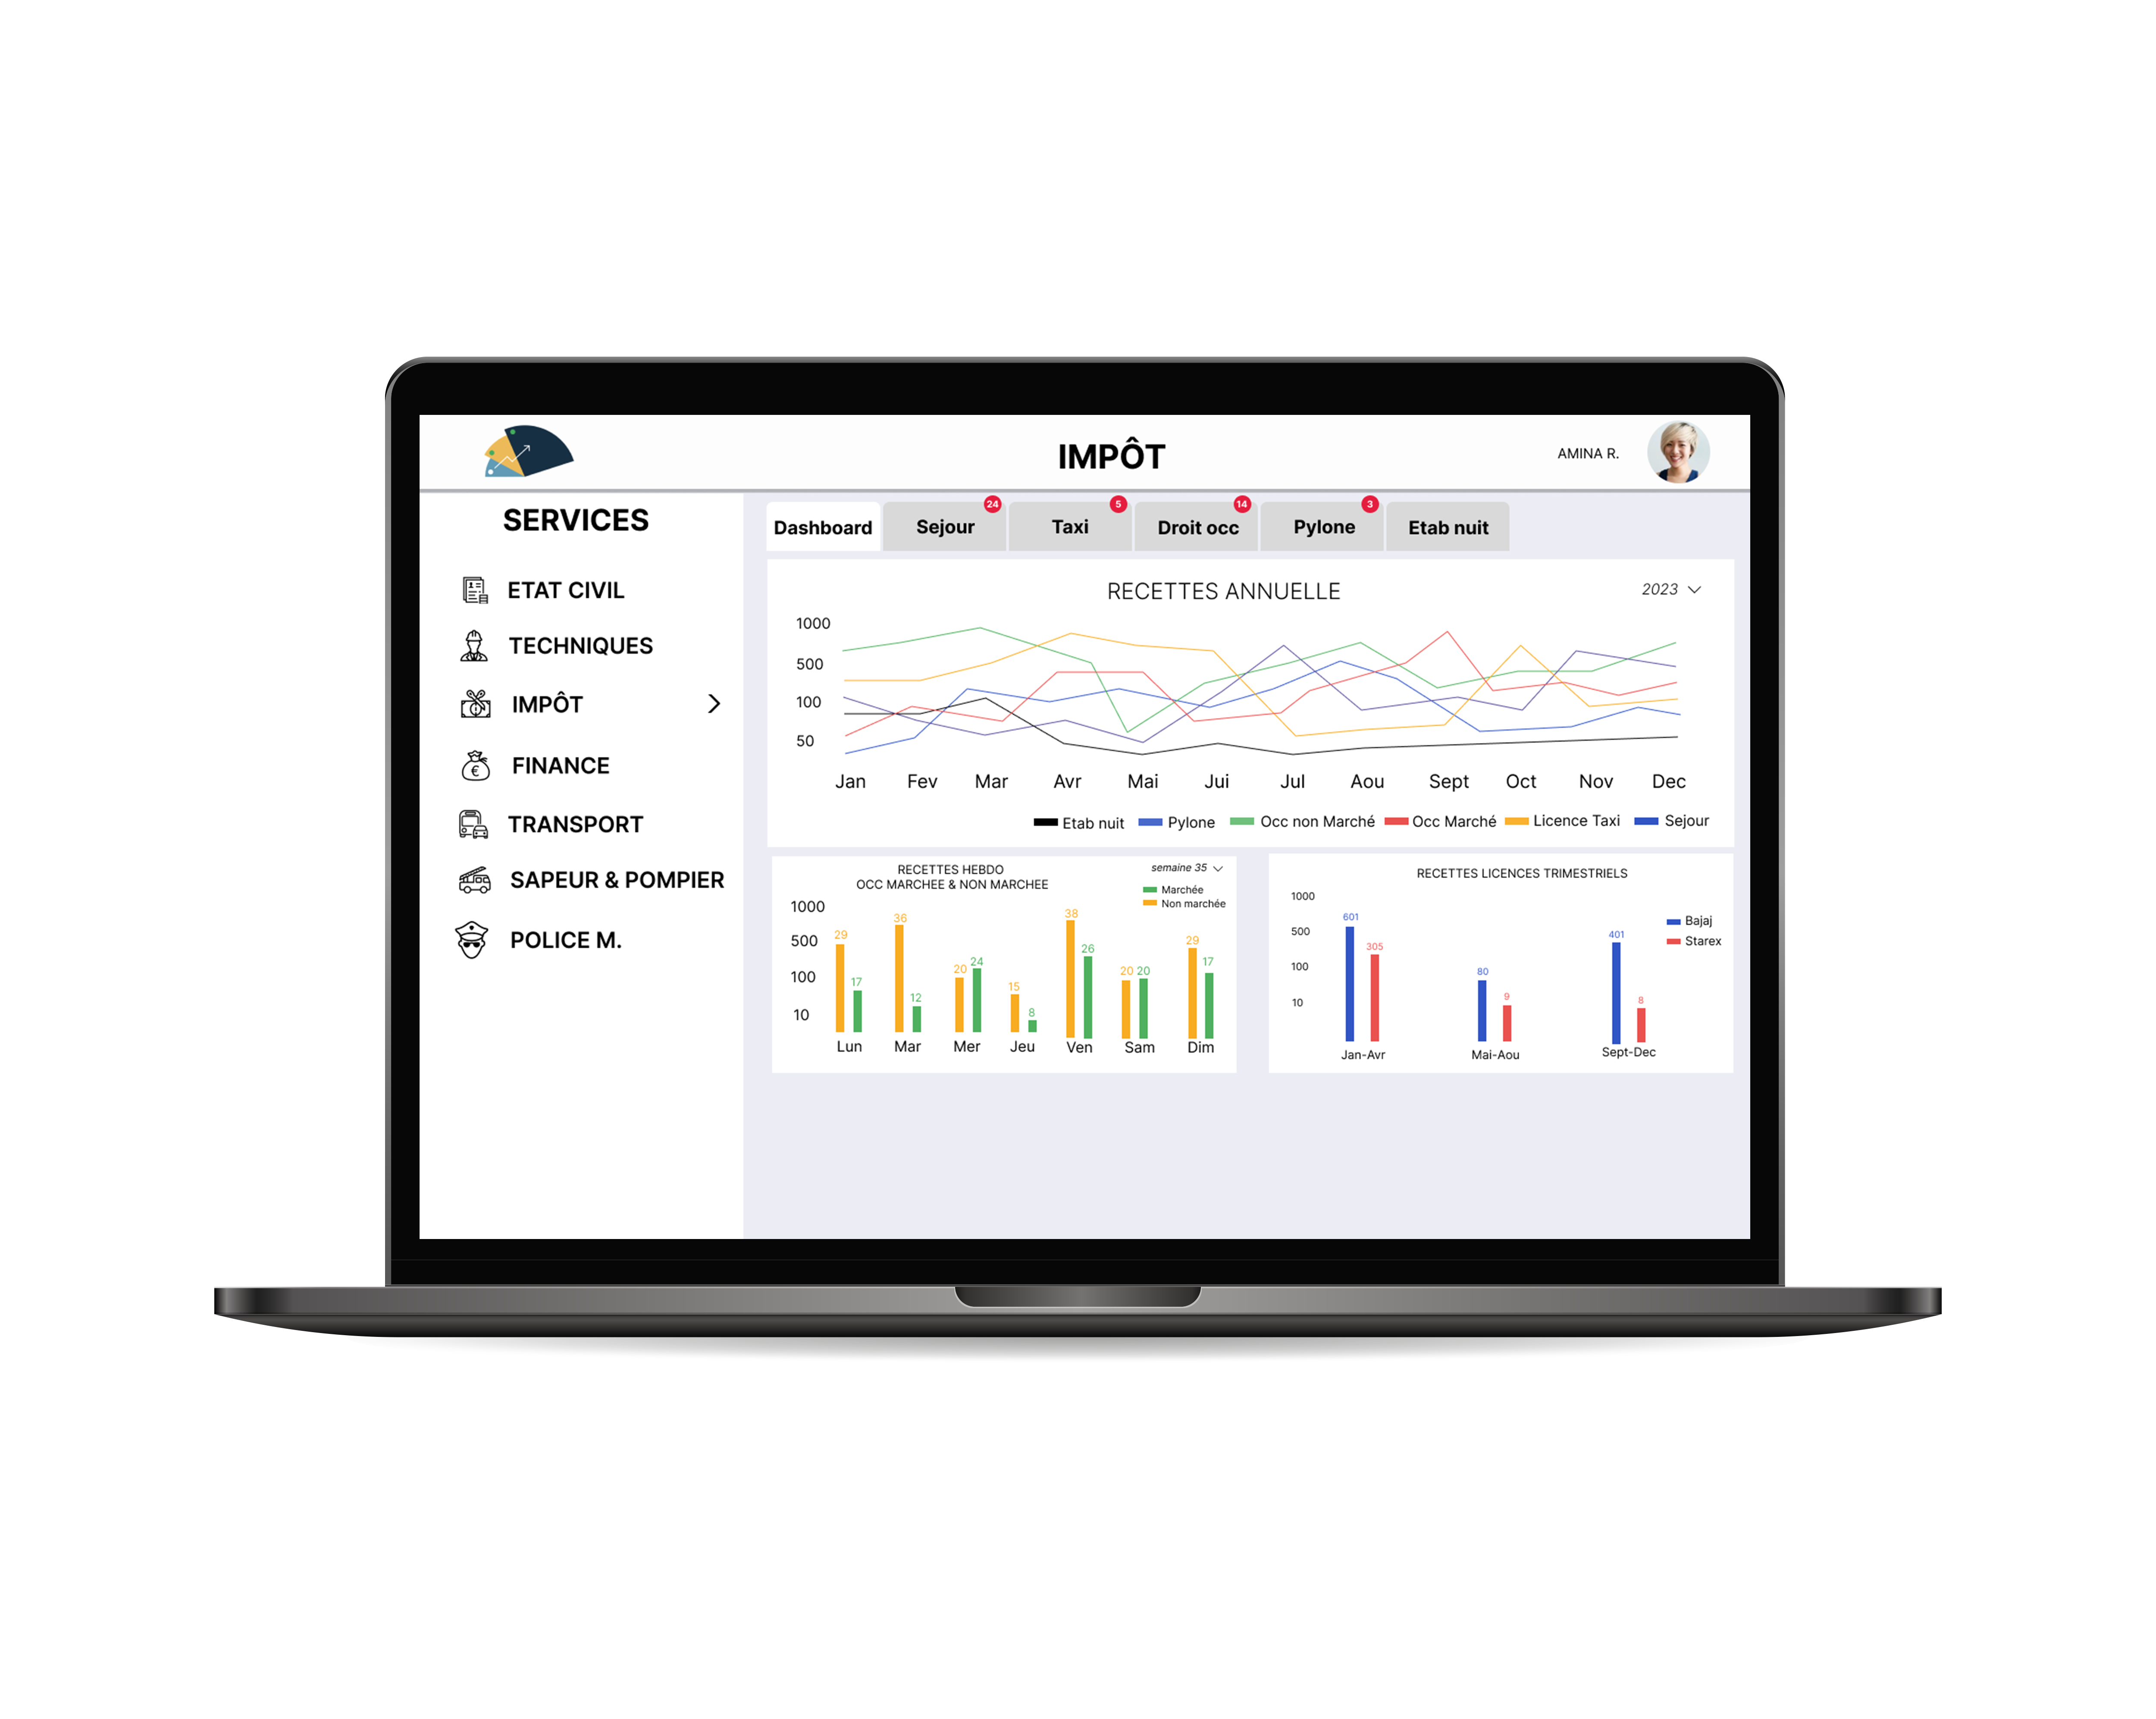 IMPÔT
AMINA R.
SERVICES
ETAT CIVIL
TECHNIQUES
IMPÔT
FINANCE
€
TRANSPORT
SAPEUR & POMPIER
POLICE M.
Dashboard
Sejour
24
Taxi
5
Droit occ
14
Pylone
3
Etab nuit
RECETTES ANNUELLE
2023
1000
500
100
50
Jan Fev Mar Avr Mai Jui Jul Aou Sept Oct Nov Dec
Etab nuit Pylone Occ non Marché Occ Marché Licence Taxi Sejour
RECETTES HEBDO
OCC MARCHEE & NON MARCHEE
semaine 35
Marchée
Non marchée
1000
500
100
10
29 17 36 12 20 24 15 8 38 26 20 20 29 17
Lun Mar Mer Jeu Ven Sam Dim
RECETTES LICENCES TRIMESTRIELS
1000
500
100
10
601 305 80 9 401 8
Bajaj
Starex
Jan-Avr Mai-Aou Sept-Dec